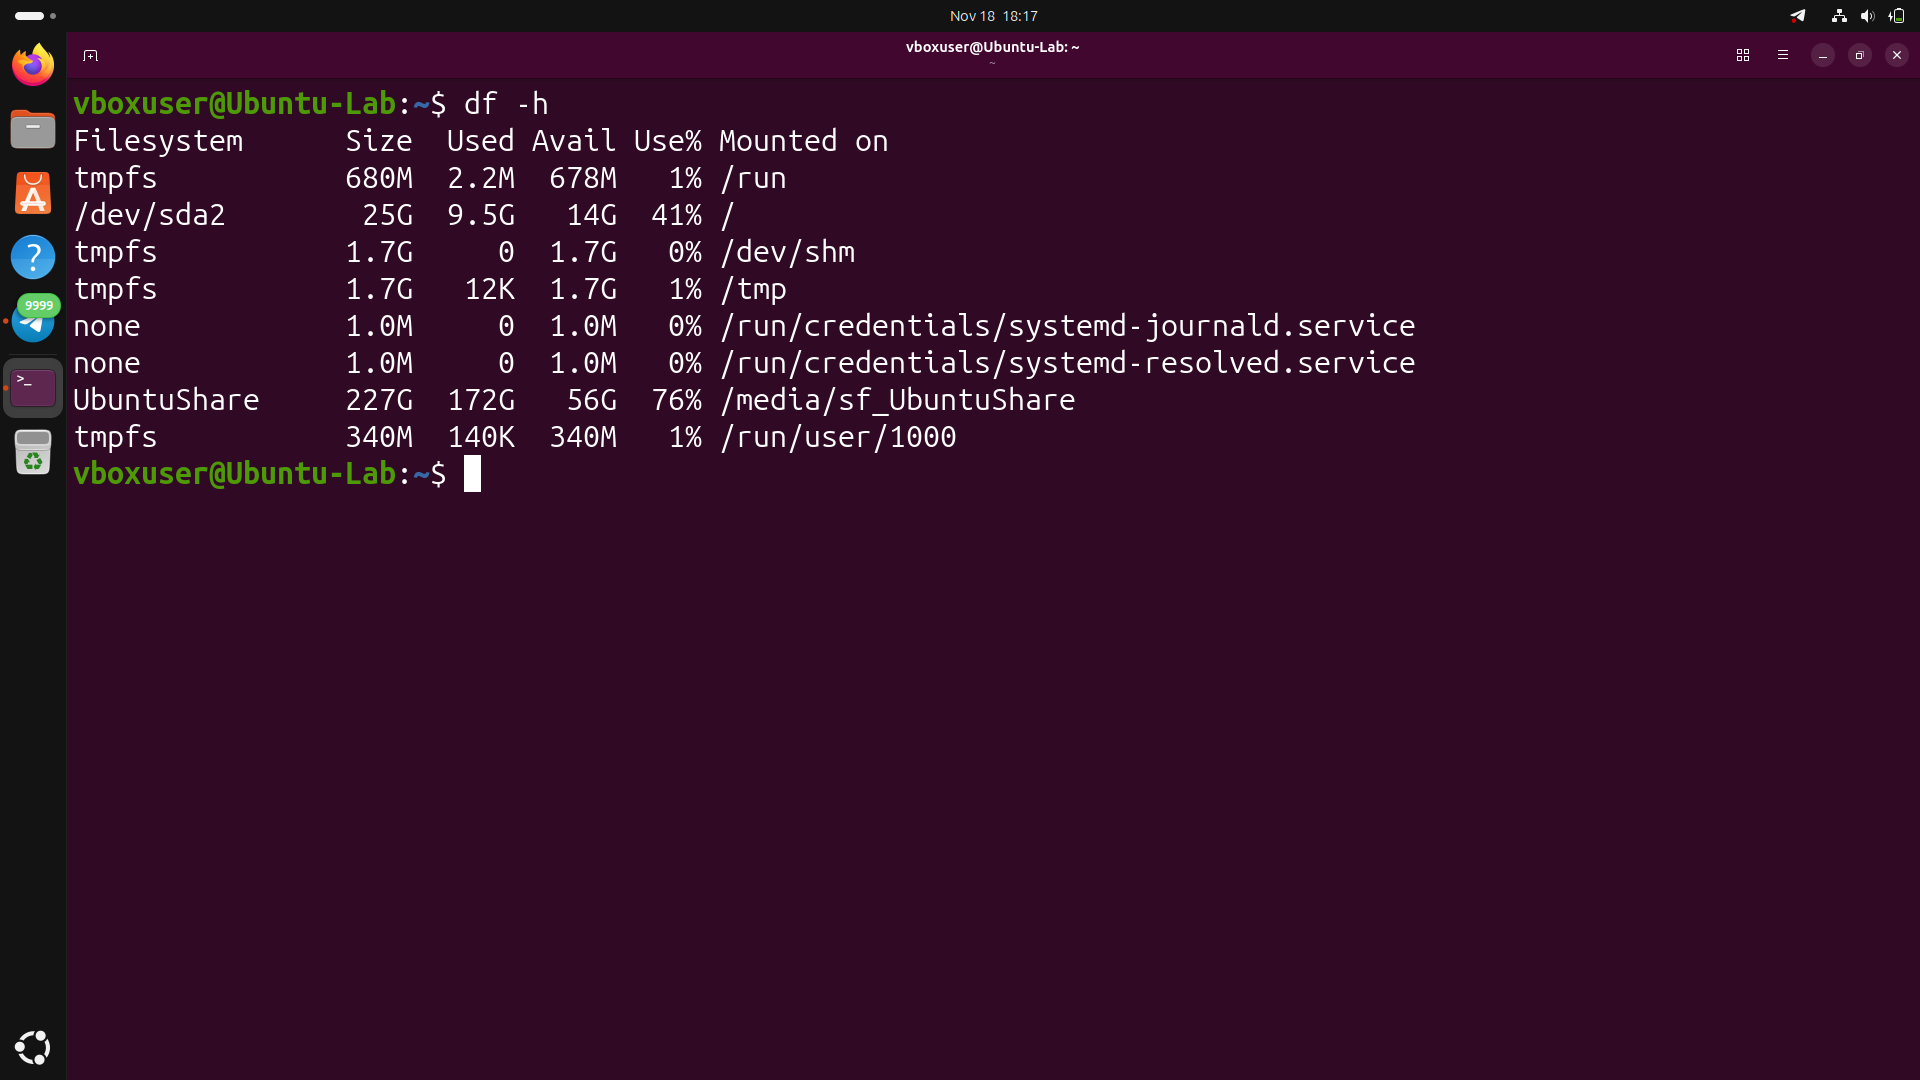 Nov 18 18:17
vboxuser@Ubuntu-Lab: ~
~
vboxuser@Ubuntu-Lab:~$ df -h
Filesystem      Size  Used Avail Use% Mounted on
tmpfs           680M  2.2M  678M   1% /run
/dev/sda2        25G  9.5G   14G  41% /
tmpfs           1.7G     0  1.7G   0% /dev/shm
tmpfs           1.7G   12K  1.7G   1% /tmp
none            1.0M     0  1.0M   0% /run/credentials/systemd-journald.service
none            1.0M     0  1.0M   0% /run/credentials/systemd-resolved.service
UbuntuShare     227G  172G   56G  76% /media/sf_UbuntuShare
tmpfs           340M  140K  340M   1% /run/user/1000
vboxuser@Ubuntu-Lab:~$
9999